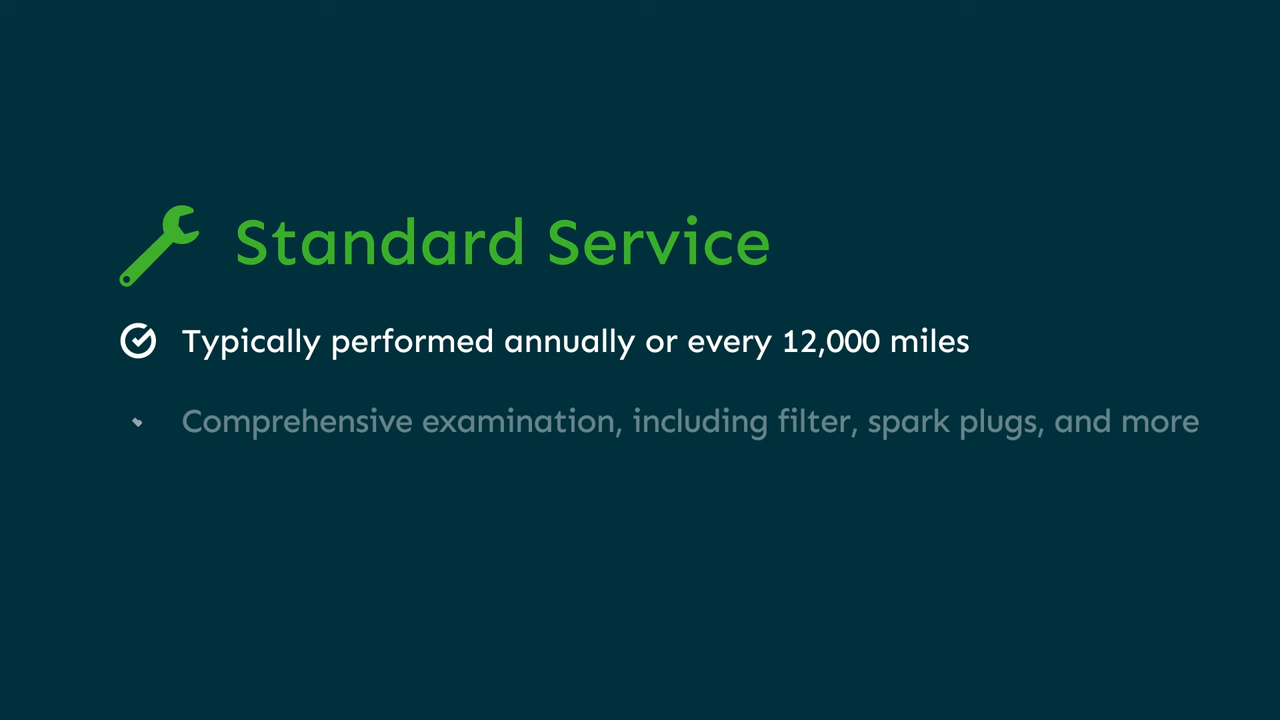 Standard Service
Typically performed annually or every 12,000 miles
Comprehensive examination, including filter, spark plugs, and more